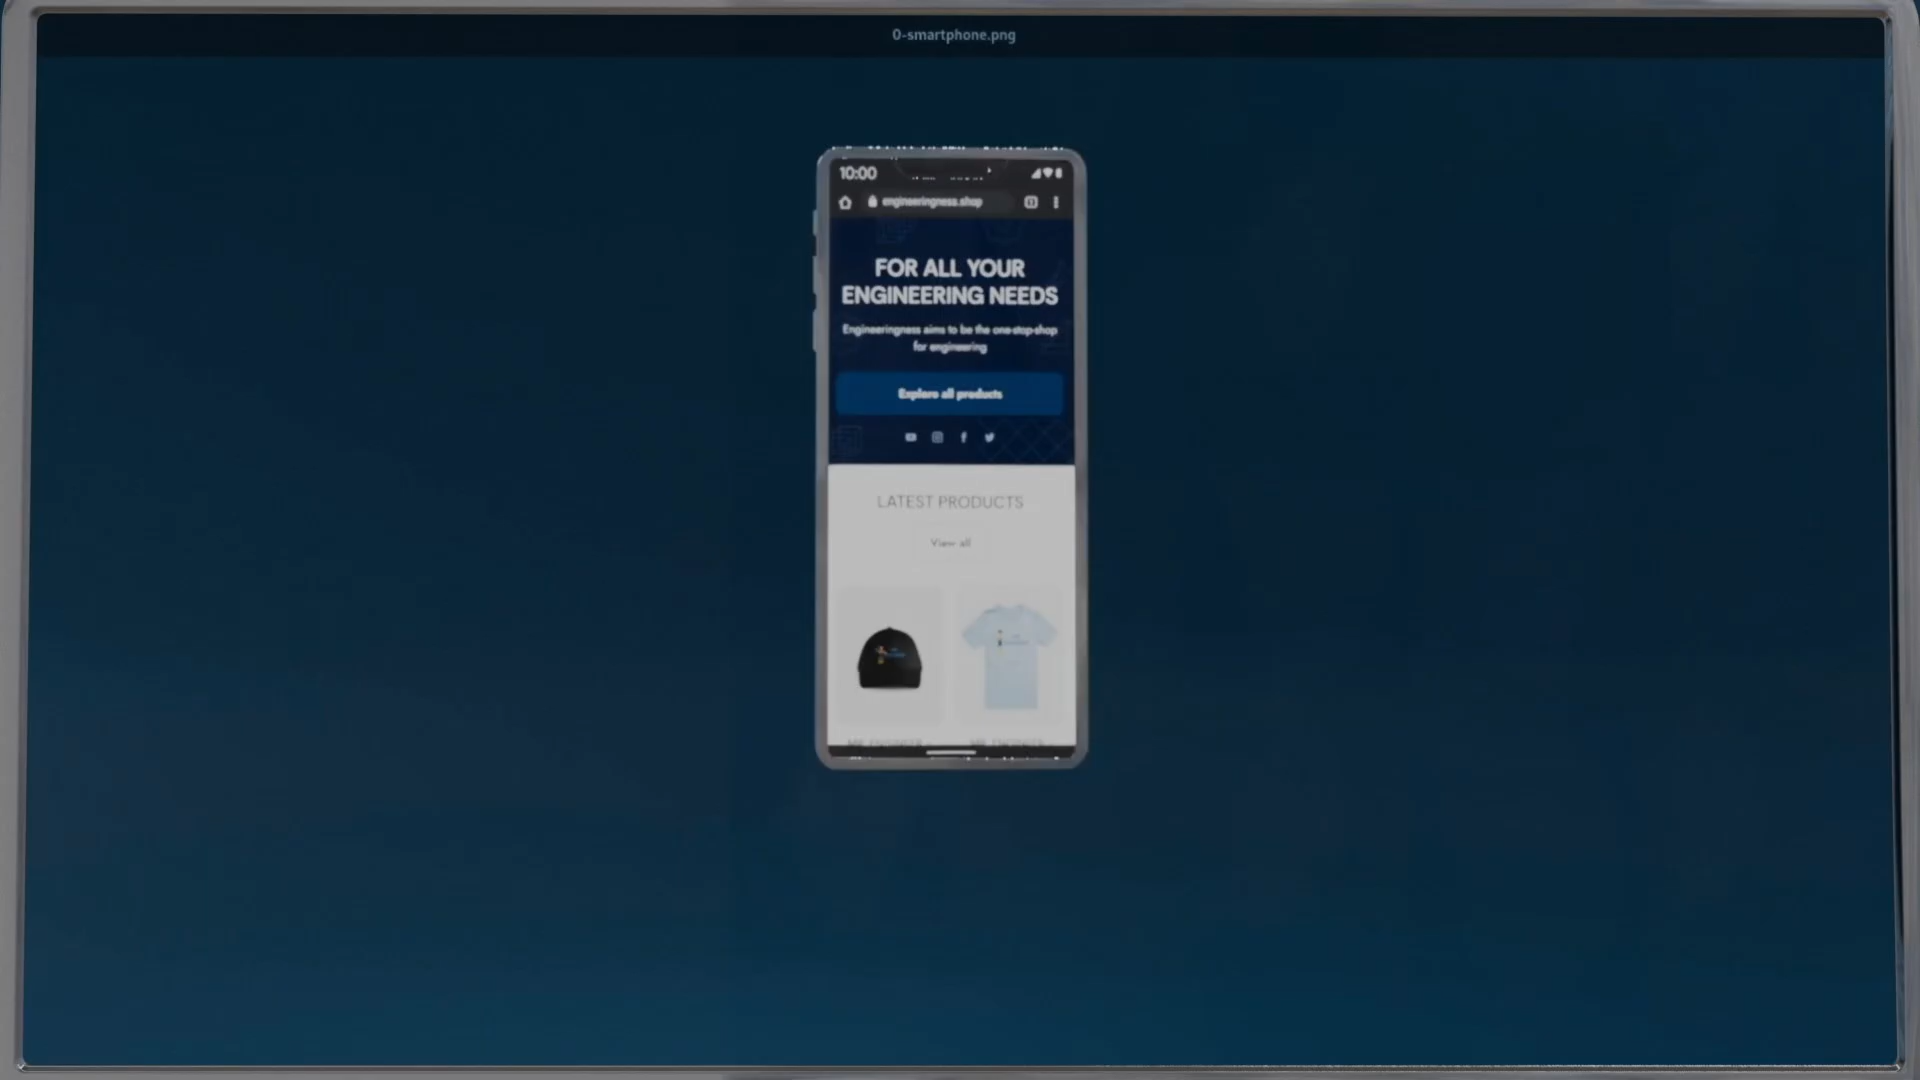 0-smartphone.png
10:00
engineeringness.shop
FOR ALL YOUR
ENGINEERING NEEDS
Engineeringness aims to be the one-stop-shop
for engineering
Explore all products
LATEST PRODUCTS
View all